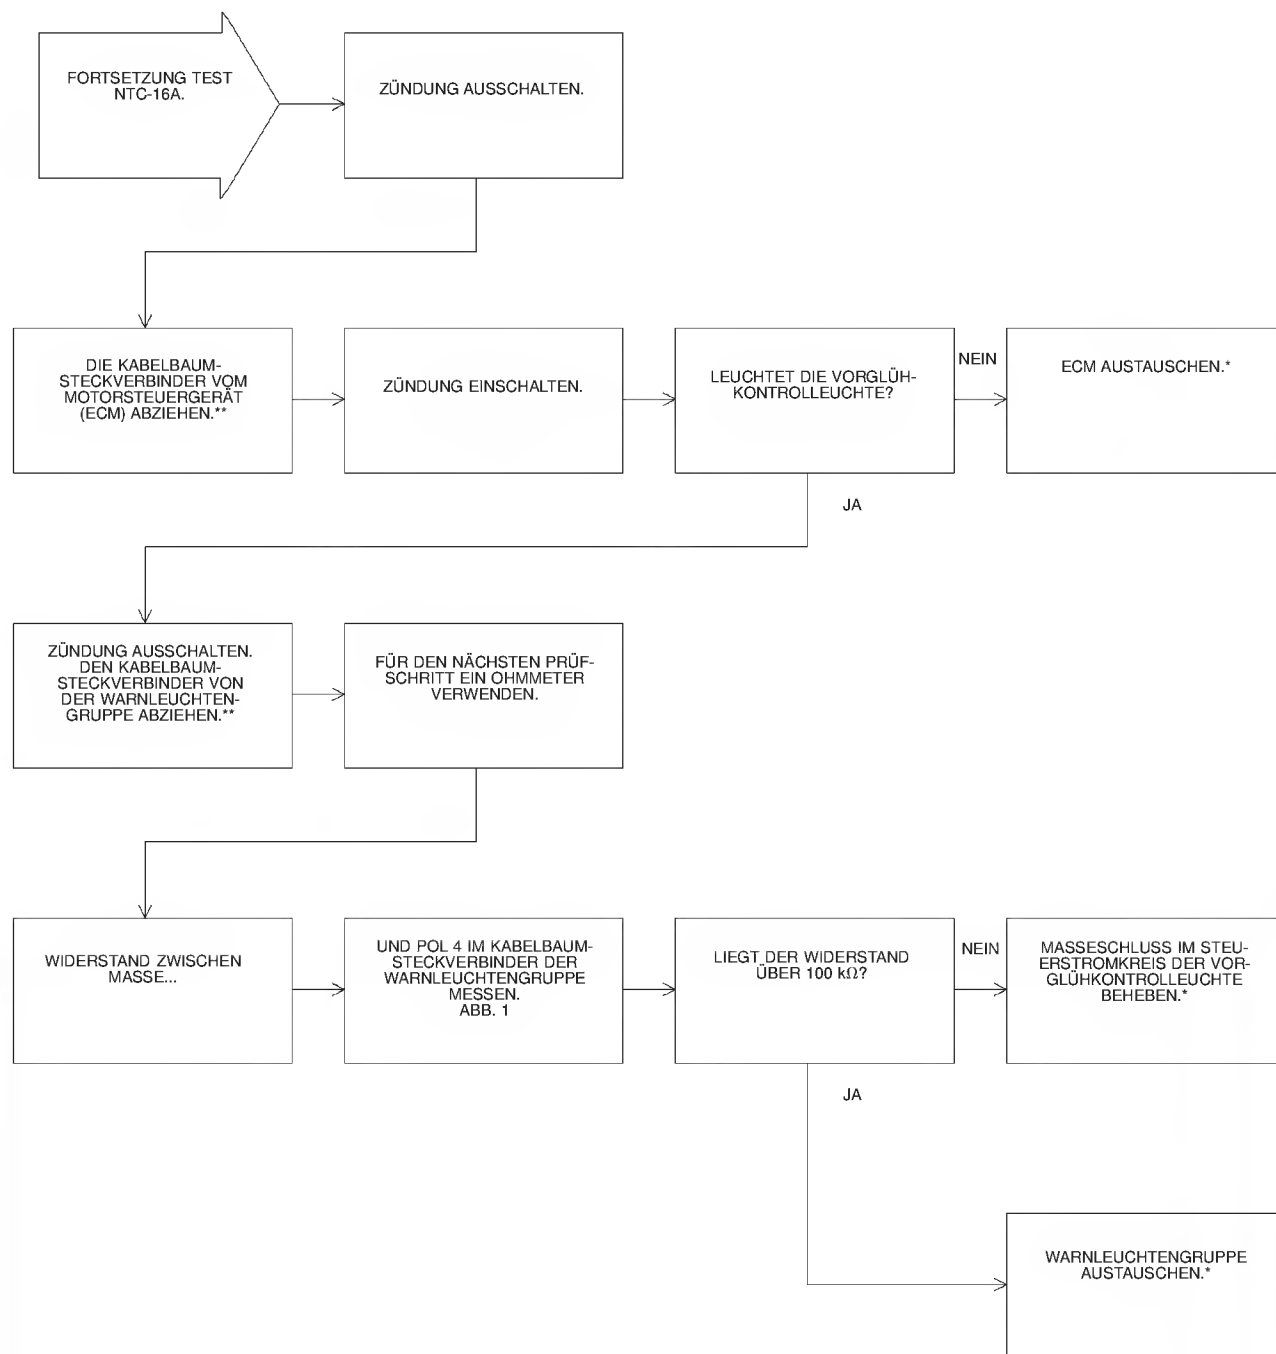 FORTSETZUNG TEST
NTC-16A.
ZÜNDUNG AUSSCHALTEN.
DIE KABELBAUM-
STECKVERBINDER VOM
MOTORSTEUERGERÄT
(ECM) ABZIEHEN.**
ZÜNDUNG EINSCHALTEN.
LEUCHTET DIE VORGLÜH-
KONTROLLEUCHTE?
NEIN
ECM AUSTAUSCHEN.*
JA
ZÜNDUNG AUSSCHALTEN.
DEN KABELBAUM-
STECKVERBINDER VON
DER WARNLEUCHTEN-
GRUPPE ABZIEHEN.**
FÜR DEN NÄCHSTEN PRÜF-
SCHRITT EIN OHMMETER
VERWENDEN.
WIDERSTAND ZWISCHEN
MASSE...
UND POL 4 IM KABELBAUM-
STECKVERBINDER DER
WARNLEUCHTENGRUPPE
MESSEN.
ABB. 1
LIEGT DER WIDERSTAND
ÜBER 100 kΩ?
NEIN
MASSESCHLUSS IM STEU-
ERSTROMKREIS DER VOR-
GLÜHKONTROLLEUCHTE
BEHEBEN.*
JA
WARNLEUCHTENGRUPPE
AUSTAUSCHEN.*